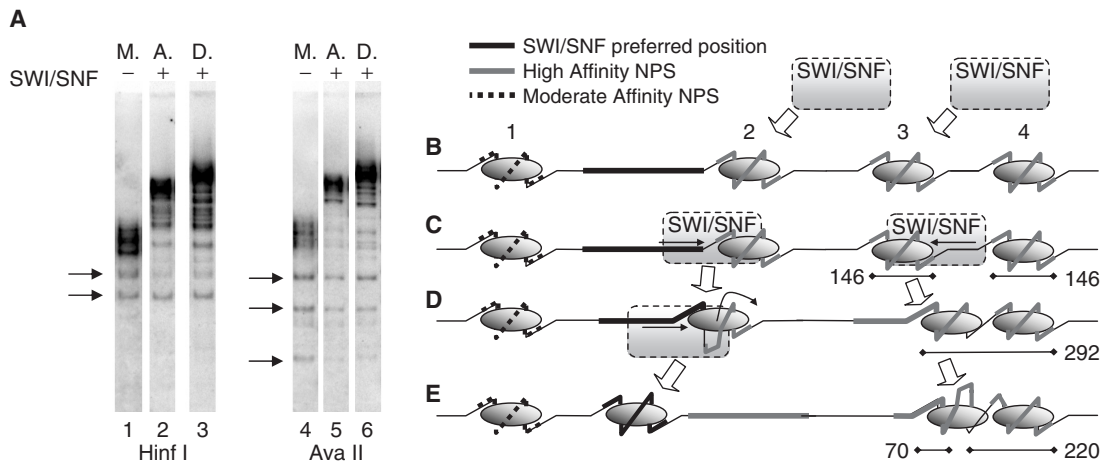 A
M. A. D. M. A. D.
SWI/SNF – + + – + +
1 2 3 4 5 6
Hinf I Ava II
SWI/SNF preferred position
High Affinity NPS
Moderate Affinity NPS
SWI/SNF SWI/SNF
1 2 3 4
B
C SWI/SNF SWI/SNF
146 146
D
292
E
70 220